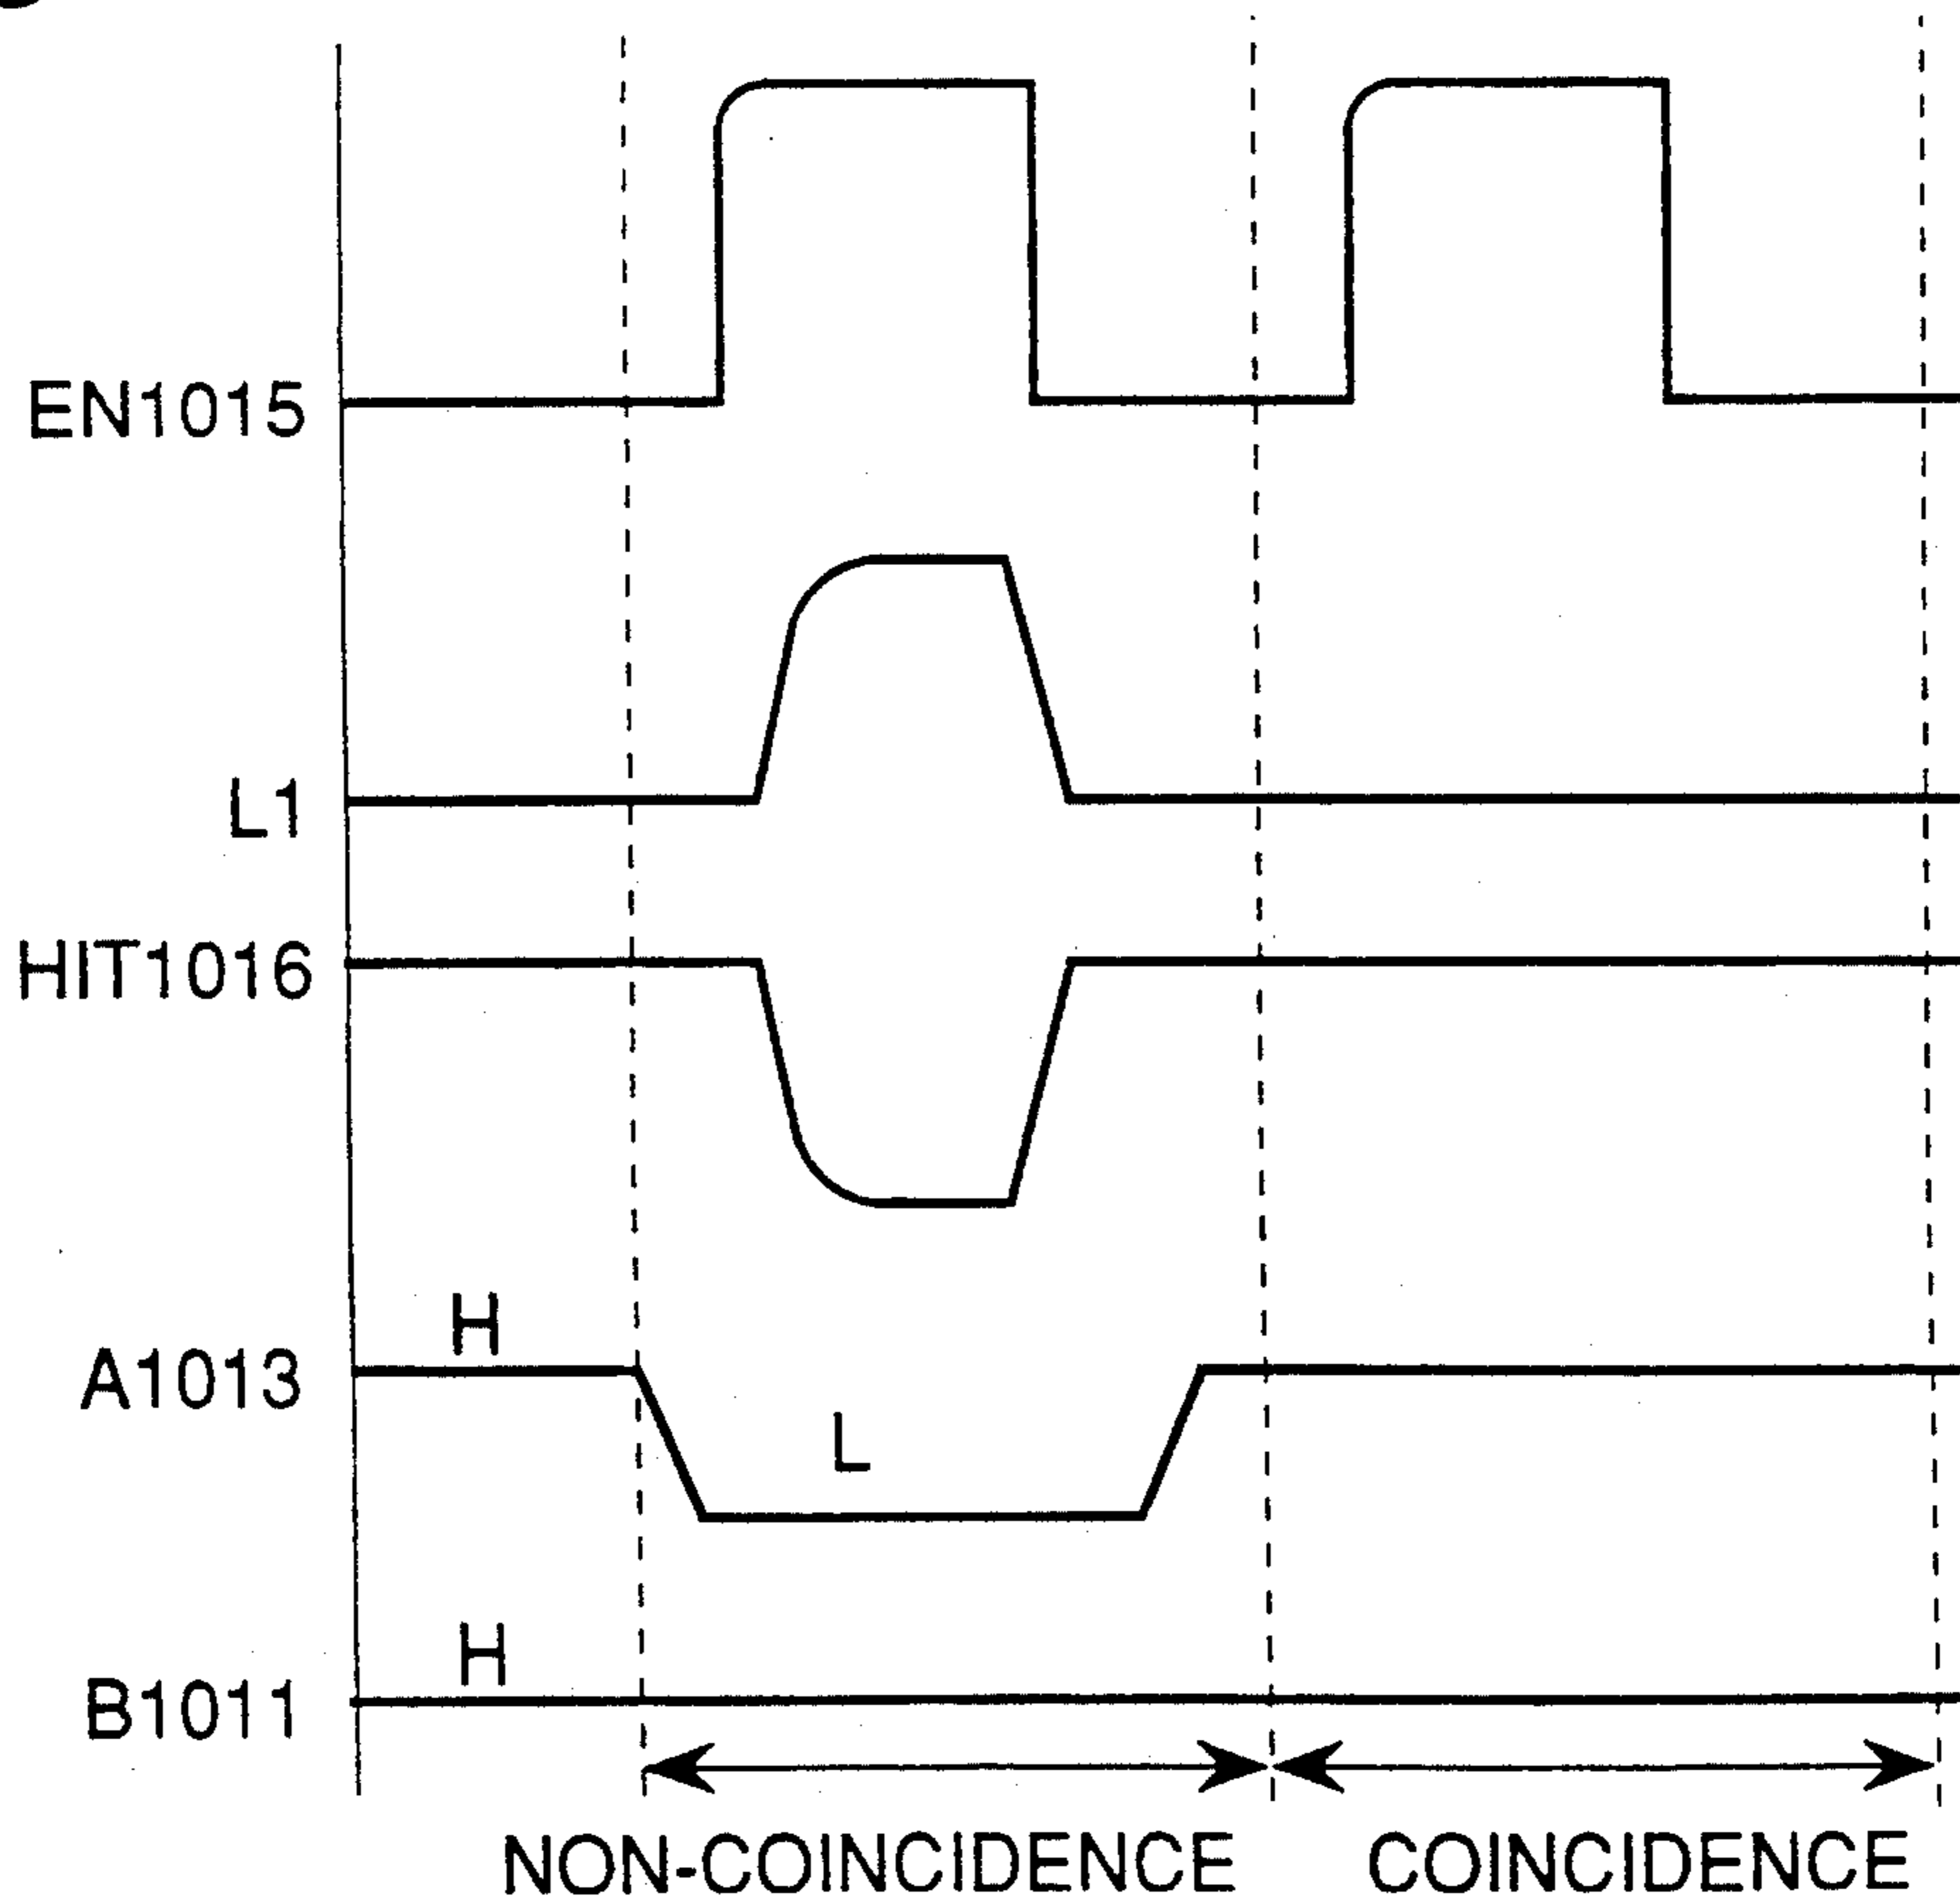 EN1015
L1
HIT1016
H
A1013
L
H
B1011
NON-COINCIDENCE COINCIDENCE